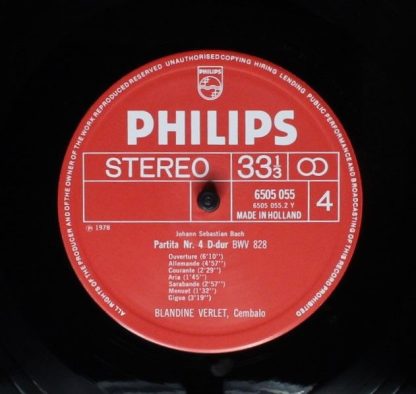 ALL RIGHTS OF THE PRODUCER AND OF THE OWNER OF THE WORK REPRODUCED RESERVED UNAUTHORISED COPYING HIRING LENDING PUBLIC PERFORMANCE AND BROADCASTING OF THIS RECORD PROHIBITED
PHILIPS
PHILIPS
STEREO 33 1/3
6505 055
6505 055.2 Y
MADE IN HOLLAND
4
℗ 1978
Johann Sebastian Bach
Partita Nr. 4 D-dur BWV 828
Ouverture (6'10")
Allemande (4'57")
Courante (2'29")
Aria (1'45")
Sarabande (2'57")
Menuet (1'32")
Gigue (3'19")
BLANDINE VERLET, Cembalo